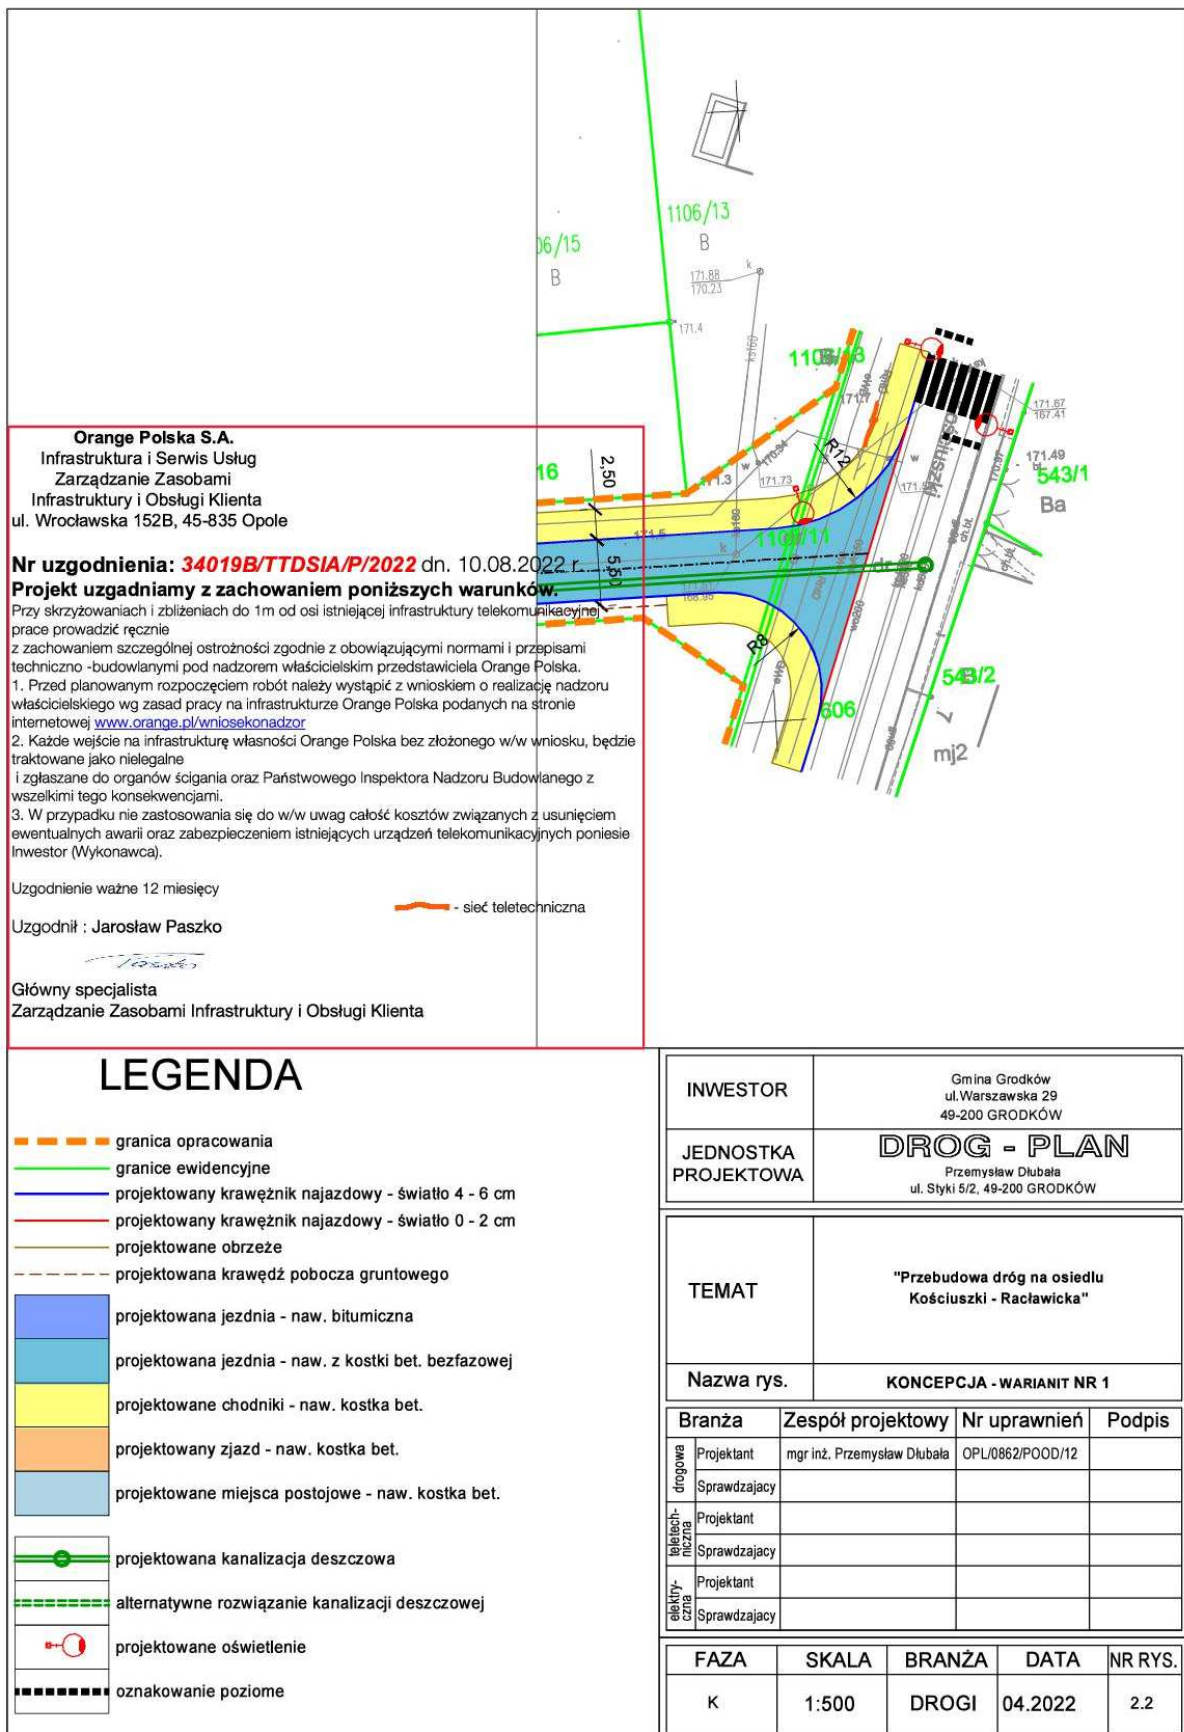 1106/13
B
06/15
B
k
171.88
170.23
171.4
ks160
1106/13
171.67
167.41
171.49
543/1
Ba
16
2,50
171.3
170.34
171.73
R12
w
w
ks160
171.5
k
1109/11
5,50
168.95
R8
eWD
wo200
606
543/2
7
mj2
170.97
ch.bt.
Orange Polska S.A.
Infrastruktura i Serwis Usług
Zarządzanie Zasobami
Infrastruktury i Obsługi Klienta
ul. Wrocławska 152B, 45-835 Opole
Nr uzgodnienia: 34019B/TTDSIA/P/2022 dn. 10.08.2022 r.
Projekt uzgadniamy z zachowaniem poniższych warunków.
Przy skrzyżowaniach i zbliżeniach do 1m od osi istniejącej infrastruktury telekomunikacyjnej
prace prowadzić ręcznie
z zachowaniem szczególnej ostrożności zgodnie z obowiązującymi normami i przepisami
techniczno -budowlanymi pod nadzorem właścicielskim przedstawiciela Orange Polska.
1. Przed planowanym rozpoczęciem robót należy wystąpić z wnioskiem o realizację nadzoru
właścicielskiego wg zasad pracy na infrastrukturze Orange Polska podanych na stronie
internetowej www.orange.pl/wniosekonadzor
2. Każde wejście na infrastrukturę własności Orange Polska bez złożonego w/w wniosku, będzie
traktowane jako nielegalne
i zgłaszane do organów ścigania oraz Państwowego Inspektora Nadzoru Budowlanego z
wszelkimi tego konsekwencjami.
3. W przypadku nie zastosowania się do w/w uwag całość kosztów związanych z usunięciem
ewentualnych awarii oraz zabezpieczeniem istniejących urządzeń telekomunikacyjnych poniesie
Inwestor (Wykonawca).
Uzgodnienie ważne 12 miesięcy
- sieć teletechniczna
Uzgodnił : Jarosław Paszko
Główny specjalista
Zarządzanie Zasobami Infrastruktury i Obsługi Klienta
LEGENDA
granica opracowania
granice ewidencyjne
projektowany krawężnik najazdowy - światło 4 - 6 cm
projektowany krawężnik najazdowy - światło 0 - 2 cm
projektowane obrzeże
projektowana krawędź pobocza gruntowego
projektowana jezdnia - naw. bitumiczna
projektowana jezdnia - naw. z kostki bet. bezfazowej
projektowane chodniki - naw. kostka bet.
projektowany zjazd - naw. kostka bet.
projektowane miejsca postojowe - naw. kostka bet.
projektowana kanalizacja deszczowa
alternatywne rozwiązanie kanalizacji deszczowej
projektowane oświetlenie
oznakowanie poziome
INWESTOR
Gmina Grodków
ul.Warszawska 29
49-200 GRODKÓW
JEDNOSTKA
PROJEKTOWA
DROG - PLAN
Przemysław Dłubała
ul. Styki 5/2, 49-200 GRODKÓW
TEMAT
"Przebudowa dróg na osiedlu
Kościuszki - Racławicka"
Nazwa rys.
KONCEPCJA - WARIANIT NR 1
Branża Zespół projektowy Nr uprawnień Podpis
drogowa
Projektant mgr inż. Przemysław Dłubała OPL/0862/POOD/12
Sprawdzajacy
teletech-
niczna
Projektant
Sprawdzajacy
elektry-
czna
Projektant
Sprawdzajacy
FAZA SKALA BRANŻA DATA NR RYS.
K 1:500 DROGI 04.2022 2.2